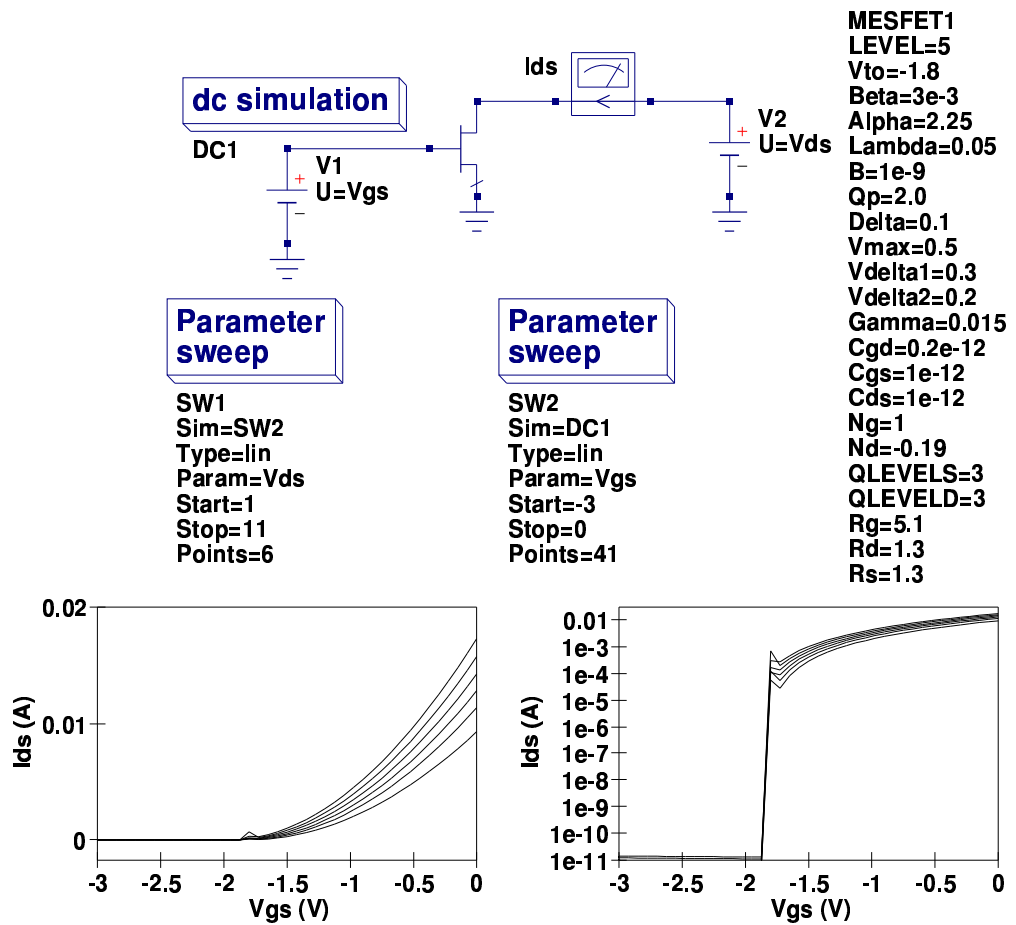 dc simulation
DC1
V1
U=Vgs
Ids
V2
U=Vds
MESFET1
LEVEL=5
Vto=-1.8
Beta=3e-3
Alpha=2.25
Lambda=0.05
B=1e-9
Qp=2.0
Delta=0.1
Vmax=0.5
Vdelta1=0.3
Vdelta2=0.2
Gamma=0.015
Cgd=0.2e-12
Cgs=1e-12
Cds=1e-12
Ng=1
Nd=-0.19
QLEVELS=3
QLEVELD=3
Rg=5.1
Rd=1.3
Rs=1.3
Parameter
sweep
SW1
Sim=SW2
Type=lin
Param=Vds
Start=1
Stop=11
Points=6
Parameter
sweep
SW2
Sim=DC1
Type=lin
Param=Vgs
Start=-3
Stop=0
Points=41
0.02
0.01
0
Ids (A)
-3 -2.5 -2 -1.5 -1 -0.5 0
Vgs (V)
0.01
1e-3
1e-4
1e-5
1e-6
1e-7
1e-8
1e-9
1e-10
1e-11
Ids (A)
-3 -2.5 -2 -1.5 -1 -0.5 0
Vgs (V)